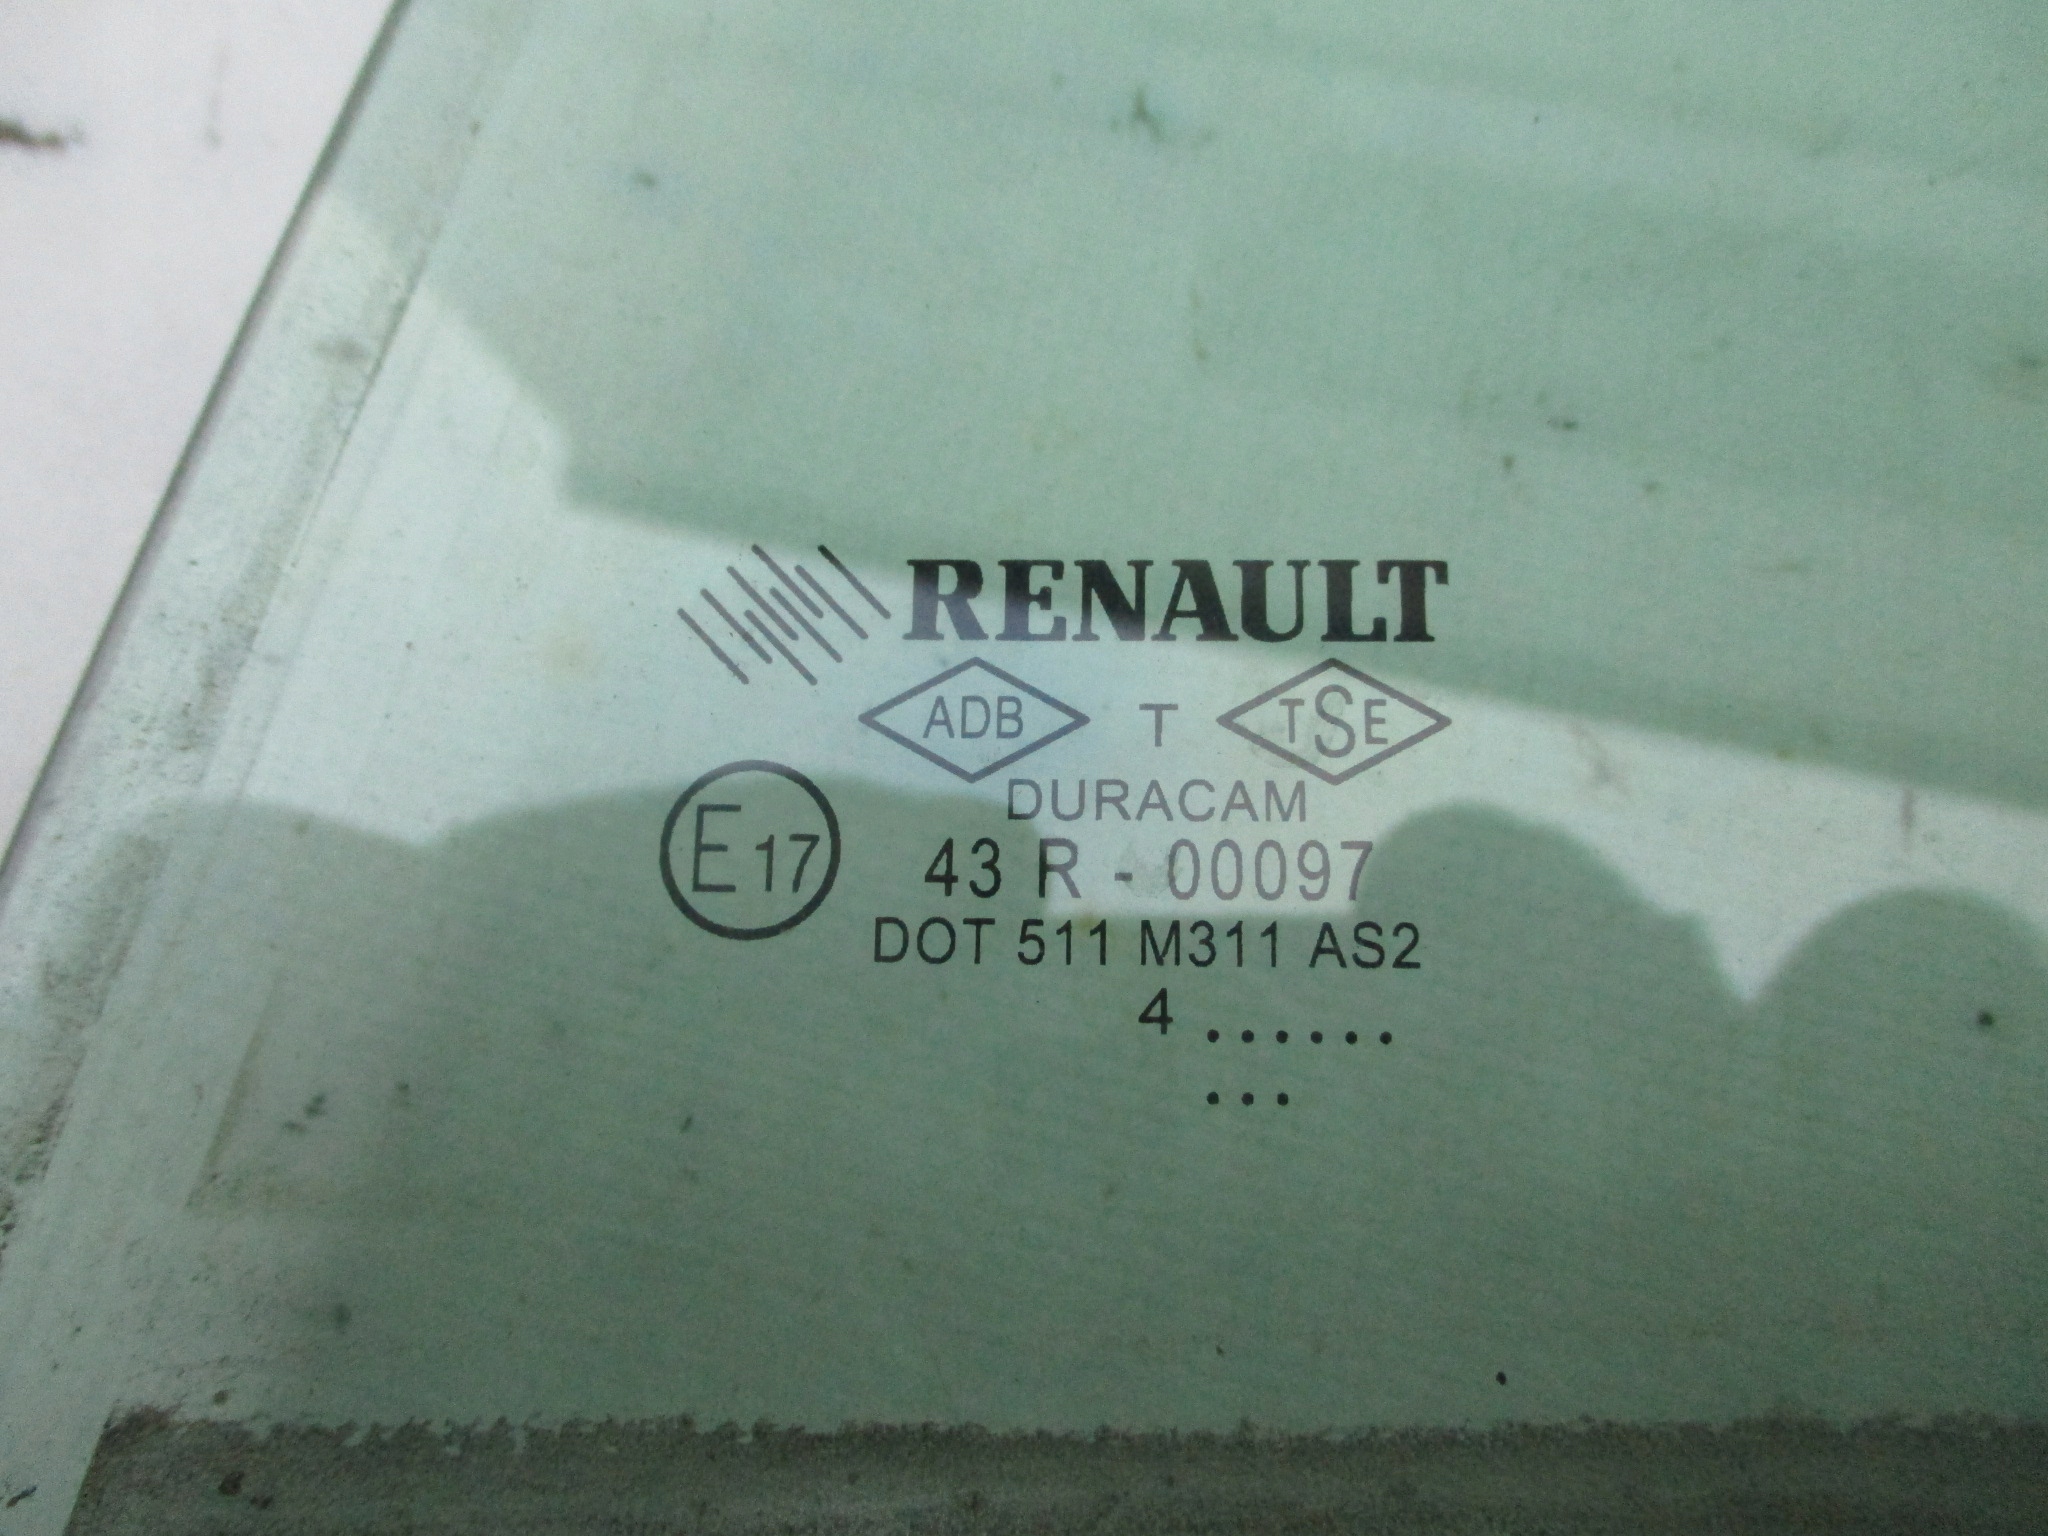 RENAULT
ADB T TSE
DURACAM
E17 43 R - 00097
DOT 511 M311 AS2
4 ......
...